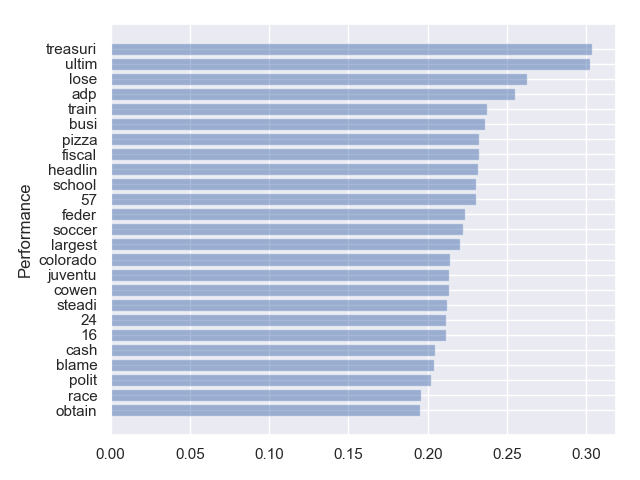 treasuri
ultim
lose
adp
train
busi
pizza
fiscal
headlin
school
57
feder
soccer
largest
colorado
juventu
cowen
steadi
24
16
cash
blame
polit
race
obtain
Performance
0.00 0.05 0.10 0.15 0.20 0.25 0.30